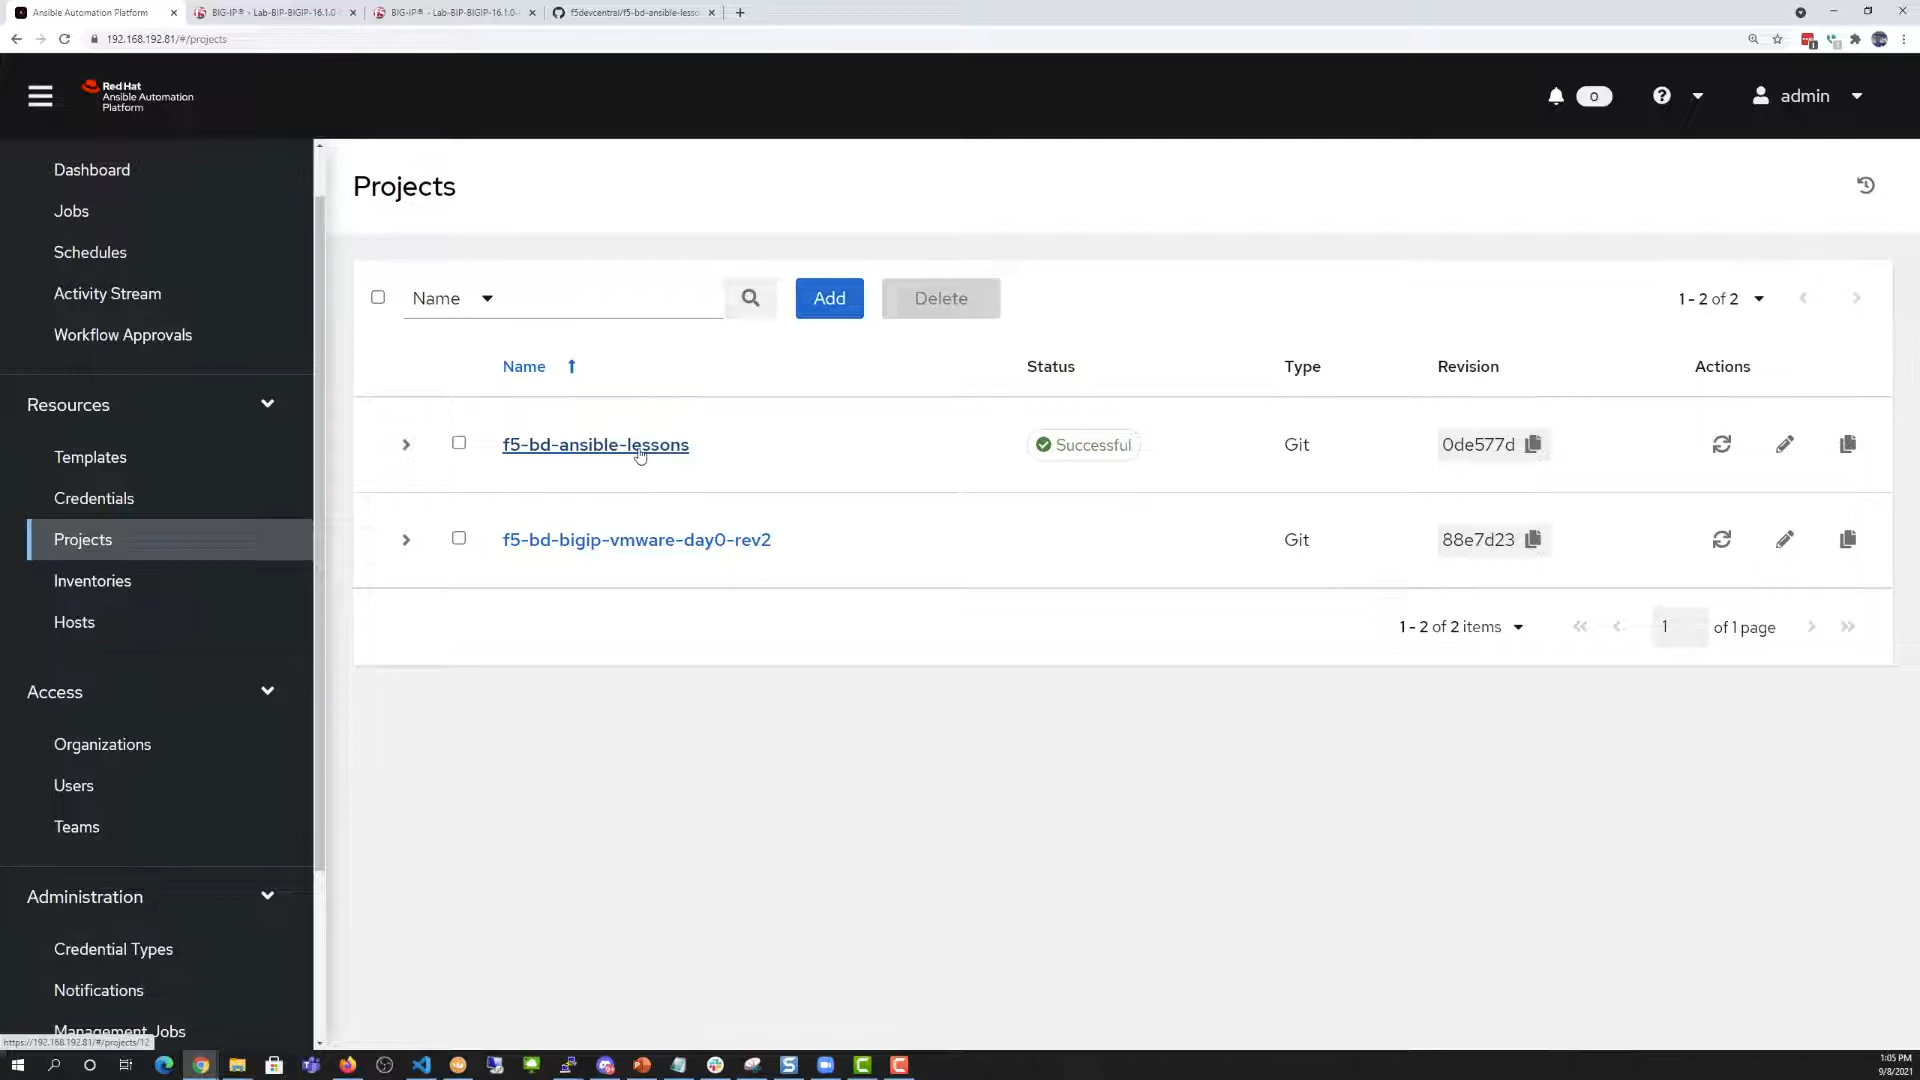 Ansible Automation Platform
BIG-IP® - Lab-BIP-BIGIP-16.1.0-
BIG-IP® - Lab-BIP-BIGIP-16.1.0-
f5devcentral/f5-bd-ansible-lesso
192.168.192.81/#/projects
Red Hat
Ansible Automation
Platform
0
admin
Dashboard
Jobs
Schedules
Activity Stream
Workflow Approvals
Resources
Templates
Credentials
Projects
Inventories
Hosts
Access
Organizations
Users
Teams
Administration
Credential Types
Notifications
Management Jobs
https://192.168.192.81/#/projects/12
Projects
Name
Add
Delete
1 - 2 of 2
Name Status Type Revision Actions
f5-bd-ansible-lessons Successful Git 0de577d
f5-bd-bigip-vmware-day0-rev2 Git 88e7d23
1 - 2 of 2 items
1 of 1 page
1:05 PM
9/8/2021